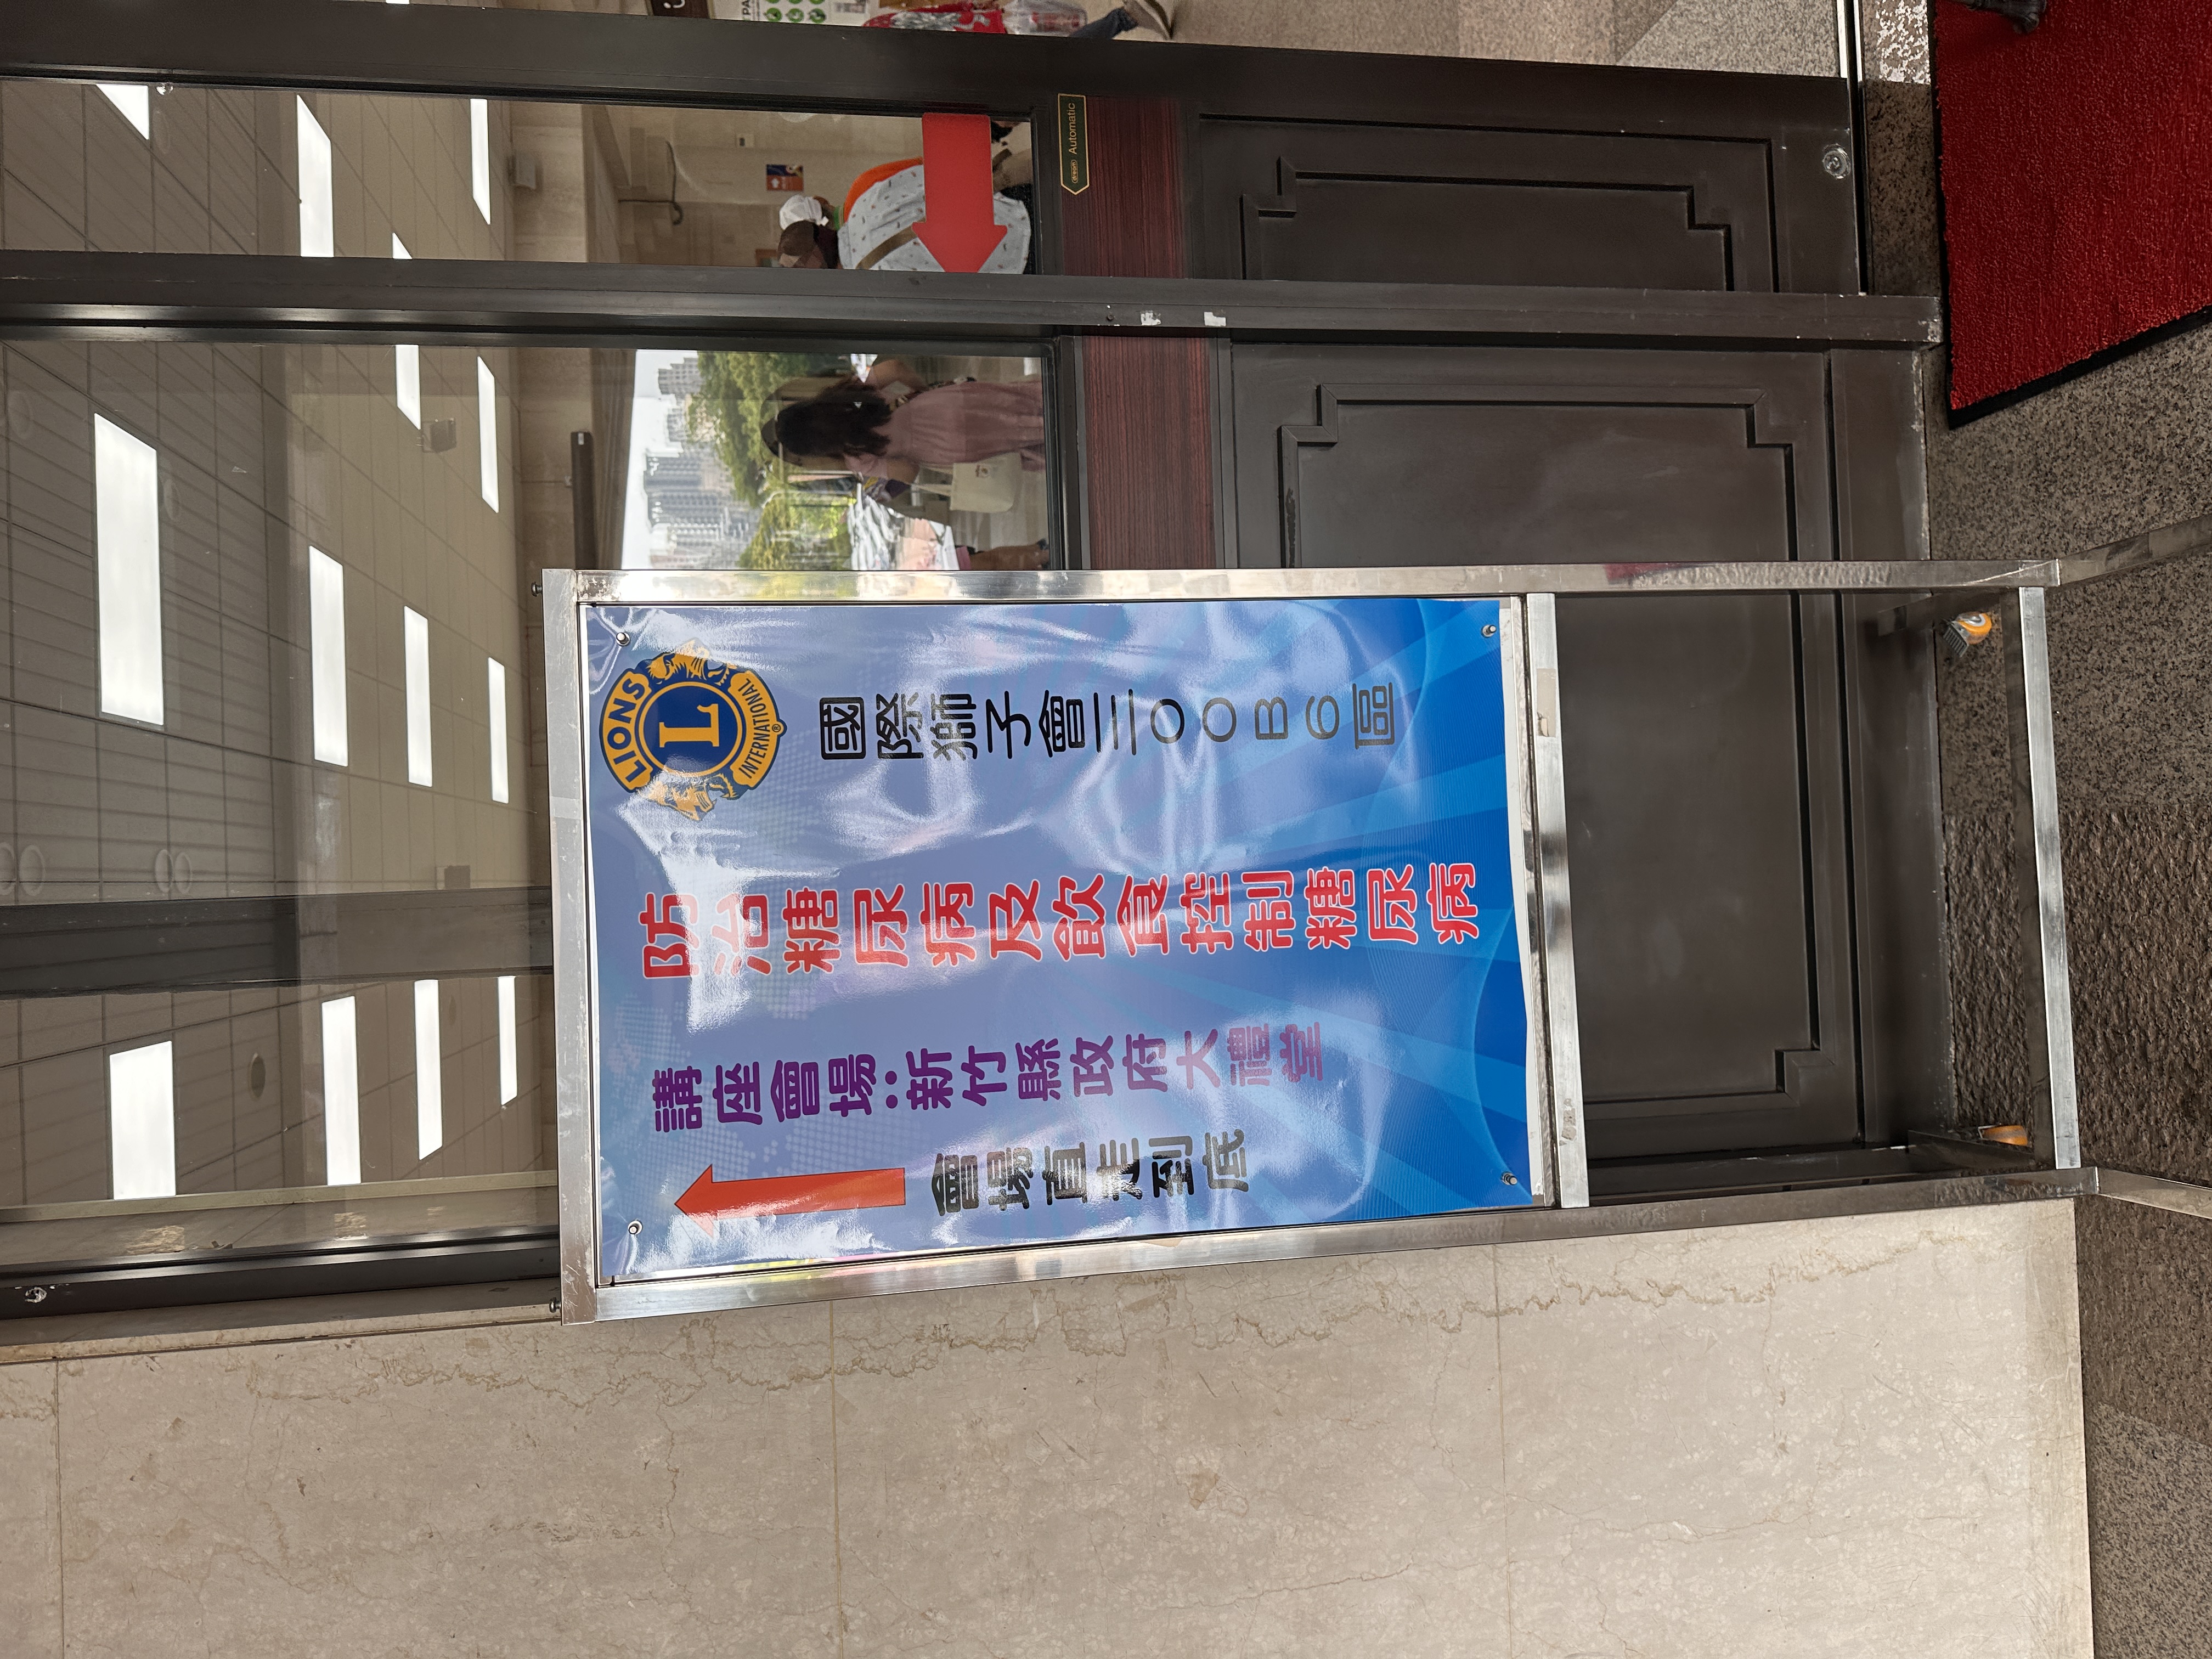 LIONS
L
INTERNATIONAL
國際獅子會三○○B6區
防治糖尿病及飲食控制糖尿病
講座會場:新竹縣政府大禮堂
會場直走到底
Automatic